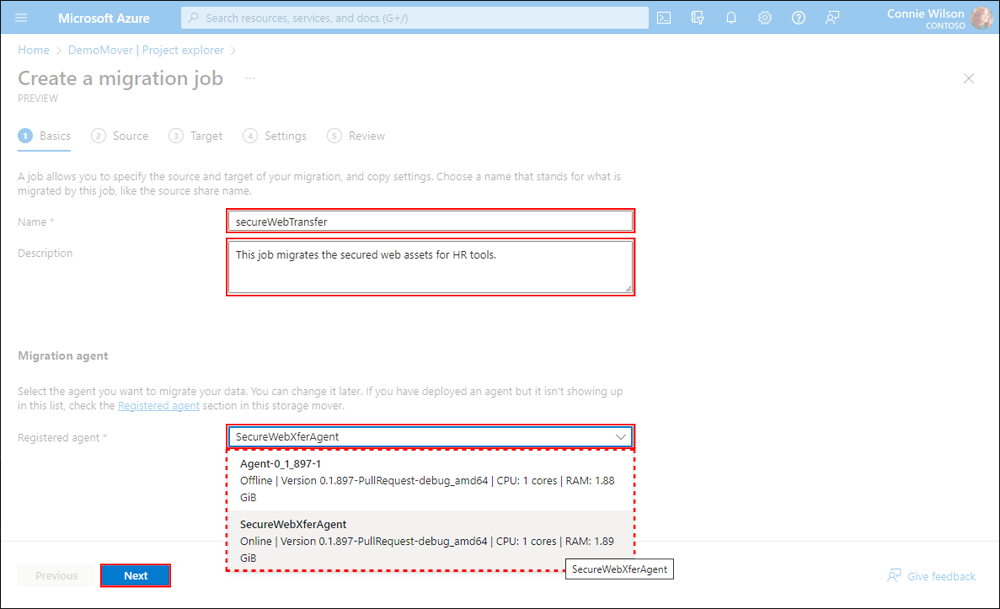 Microsoft Azure
Search resources, services, and docs (G+/)
Connie Wilson
CONTOSO
Home > DemoMover | Project explorer >
Create a migration job ...
PREVIEW
1 Basics 2 Source 3 Target 4 Settings 5 Review
A job allows you to specify the source and target of your migration, and copy settings. Choose a name that stands for what is
migrated by this job, like the source share name.
Name *
secureWebTransfer
Description
This job migrates the secured web assets for HR tools.
Migration agent
Select the agent you want to migrate your data. You can change it later. If you have deployed an agent but it isn't showing up
in this list, check the Registered agent section in this storage mover.
Registered agent *
SecureWebXferAgent
Agent-0_1_897-1
Offline | Version 0.1.897-PullRequest-debug_amd64 | CPU: 1 cores | RAM: 1.88
GiB
SecureWebXferAgent
Online | Version 0.1.897-PullRequest-debug_amd64 | CPU: 1 cores | RAM: 1.89
GiB
SecureWebXferAgent
Previous
Next
Give feedback